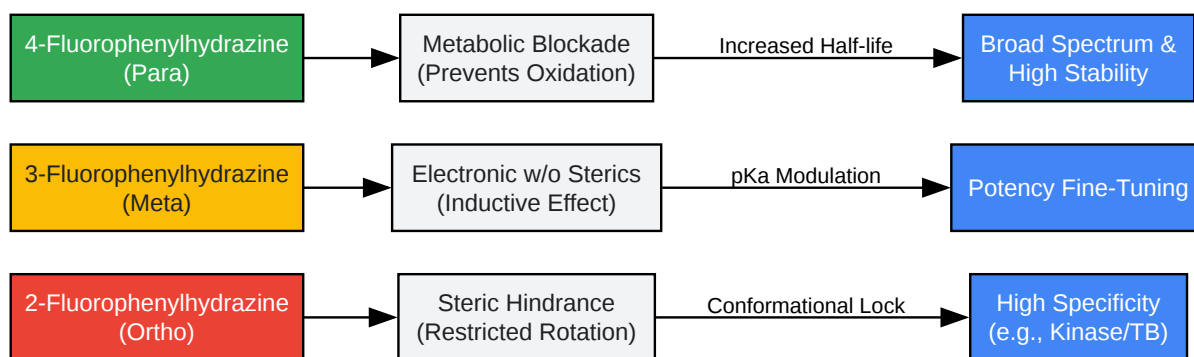 4-Fluorophenylhydrazine
(Para)
Metabolic Blockade
(Prevents Oxidation)
Increased Half-life
Broad Spectrum &
High Stability
3-Fluorophenylhydrazine
(Meta)
Electronic w/o Sterics
(Inductive Effect)
pKa Modulation
Potency Fine-Tuning
2-Fluorophenylhydrazine
(Ortho)
Steric Hindrance
(Restricted Rotation)
Conformational Lock
High Specificity
(e.g., Kinase/TB)